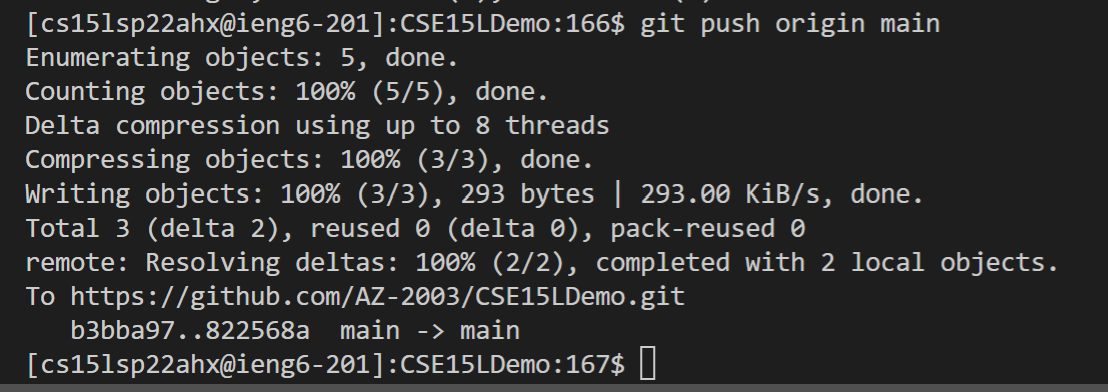 [cs15lsp22ahx@ieng6-201]:CSE15LDemo:166$ git push origin main
Enumerating objects: 5, done.
Counting objects: 100% (5/5), done.
Delta compression using up to 8 threads
Compressing objects: 100% (3/3), done.
Writing objects: 100% (3/3), 293 bytes | 293.00 KiB/s, done.
Total 3 (delta 2), reused 0 (delta 0), pack-reused 0
remote: Resolving deltas: 100% (2/2), completed with 2 local objects.
To https://github.com/AZ-2003/CSE15LDemo.git
   b3bba97..822568a  main -> main
[cs15lsp22ahx@ieng6-201]:CSE15LDemo:167$